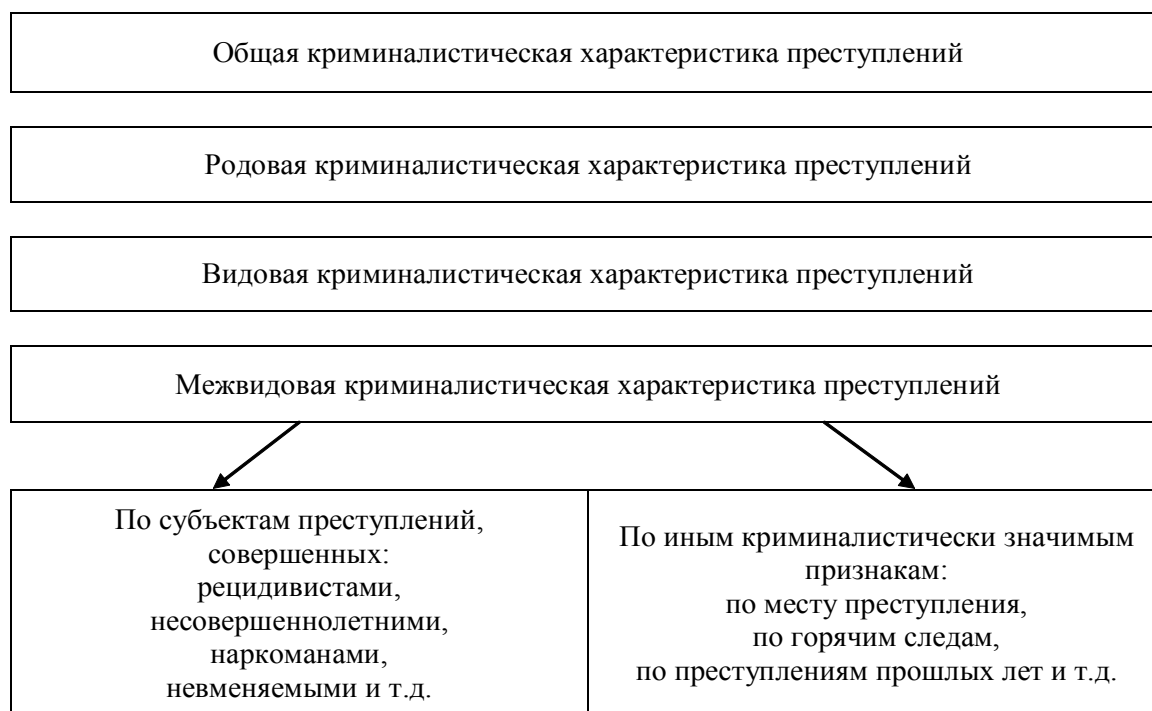 Общая криминалистическая характеристика преступлений
Родовая криминалистическая характеристика преступлений
Видовая криминалистическая характеристика преступлений
Межвидовая криминалистическая характеристика преступлений
По субъектам преступлений,
совершенных:
рецидивистами,
несовершеннолетними,
наркоманами,
невменяемыми и т.д.
По иным криминалистически значимым
признакам:
по месту преступления,
по горячим следам,
по преступлениям прошлых лет и т.д.